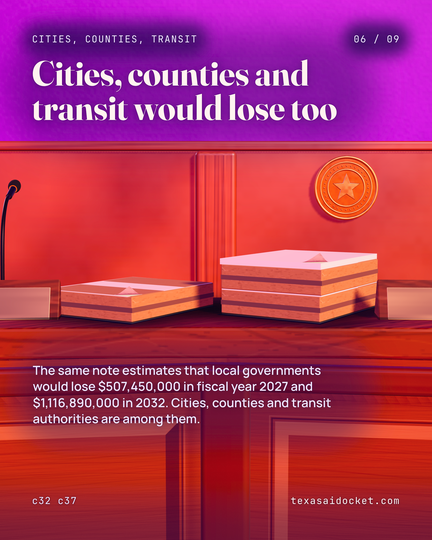 CITIES, COUNTIES, TRANSIT
06 / 09
Cities, counties and
transit would lose too
The same note estimates that local governments
would lose $507,450,000 in fiscal year 2027 and
$1,116,890,000 in 2032. Cities, counties and transit
authorities are among them.
c32 c37
texasaidocket.com